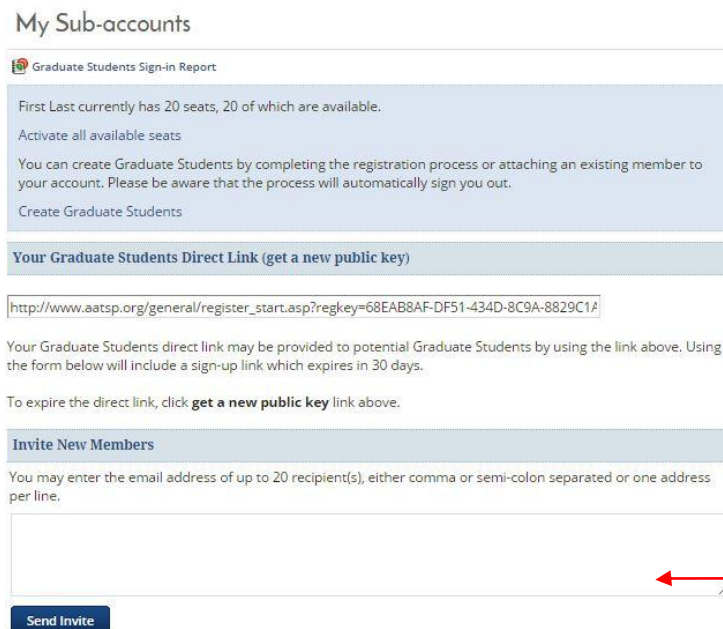 My Sub-accounts
Graduate Students Sign-in Report
First Last currently has 20 seats, 20 of which are available.
Activate all available seats
You can create Graduate Students by completing the registration process or attaching an existing member to
your account. Please be aware that the process will automatically sign you out.
Create Graduate Students
Your Graduate Students Direct Link (get a new public key)
http://www.aatsp.org/general/register_start.asp?regkey=68EAB8AF-DF51-434D-8C9A-8829C1A
Your Graduate Students direct link may be provided to potential Graduate Students by using the link above. Using
the form below will include a sign-up link which expires in 30 days.
To expire the direct link, click get a new public key link above.
Invite New Members
You may enter the email address of up to 20 recipient(s), either comma or semi-colon separated or one address
per line.
Send Invite